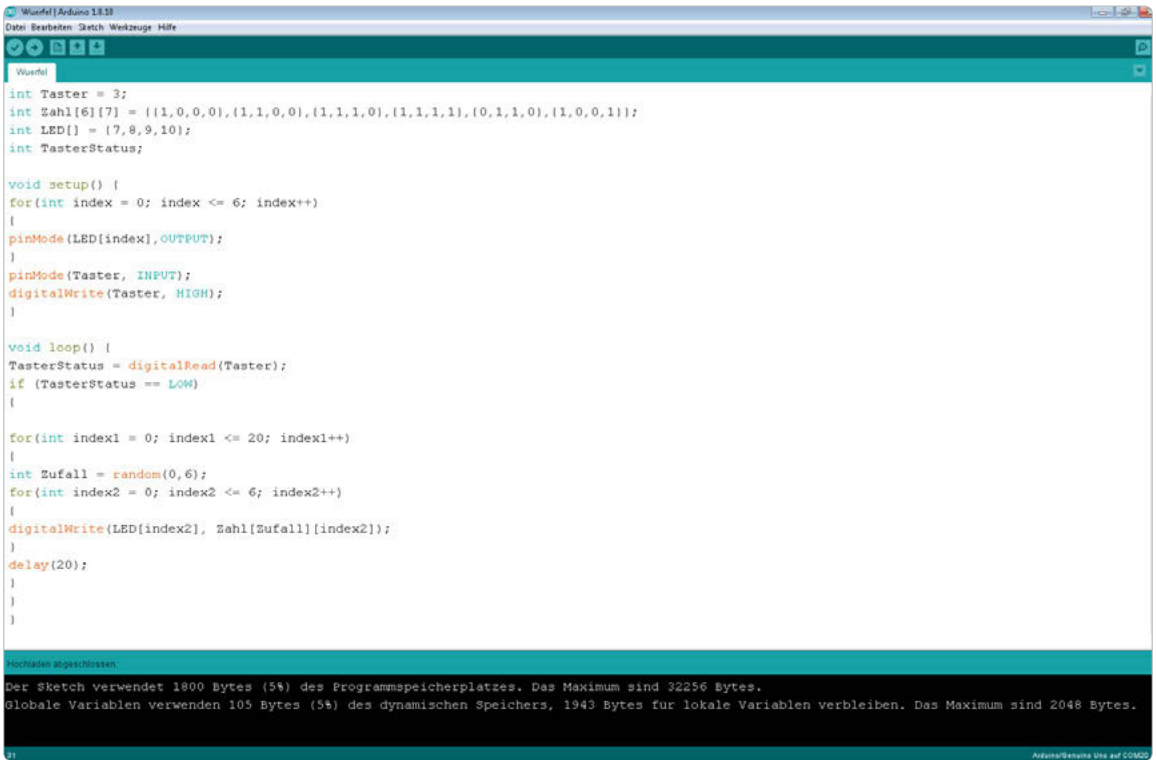 Wuerfel | Arduino 1.8.10
Datei Bearbeiten Sketch Werkzeuge Hilfe
Wuerfel
int Taster = 3;
int Zahl[6][7] = {{1,0,0,0},{1,1,0,0},{1,1,1,0},{1,1,1,1},{0,1,1,0},{1,0,0,1}};
int LED[] = {7,8,9,10};
int TasterStatus;
void setup() {
for(int index = 0; index <= 6; index++)
{
pinMode(LED[index],OUTPUT);
}
pinMode(Taster, INPUT);
digitalWrite(Taster, HIGH);
}
void loop() {
TasterStatus = digitalRead(Taster);
if (TasterStatus == LOW)
{
for(int index1 = 0; index1 <= 20; index1++)
{
int Zufall = random(0,6);
for(int index2 = 0; index2 <= 6; index2++)
{
digitalWrite(LED[index2], Zahl[Zufall][index2]);
}
delay(20);
}
}
}
Hochladen abgeschlossen.
Der Sketch verwendet 1800 Bytes (5%) des Programmspeicherplatzes. Das Maximum sind 32256 Bytes.
Globale Variablen verwenden 105 Bytes (5%) des dynamischen Speichers, 1943 Bytes für lokale Variablen verbleiben. Das Maximum sind 2048 Bytes.
31
Arduino/Genuino Uno auf COM20